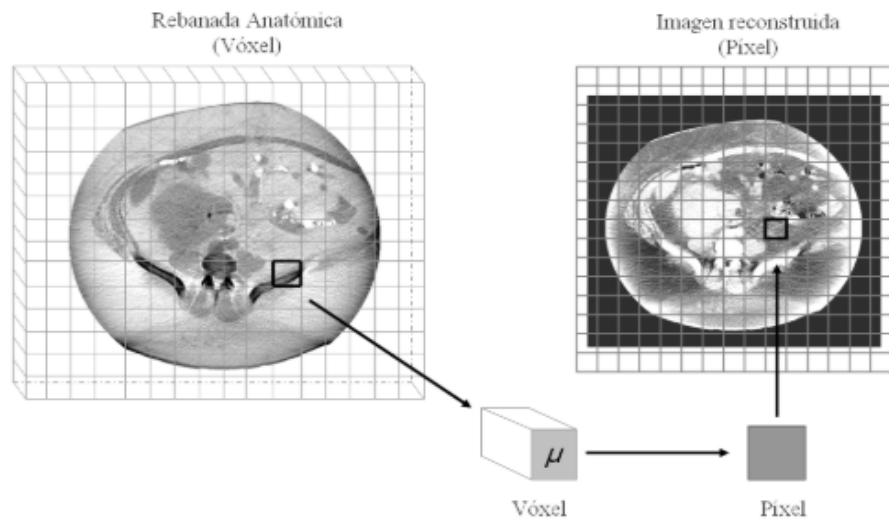 Rebanada Anatómica
(Vóxel)
Imagen reconstruida
(Píxel)
μ
Vóxel
Píxel